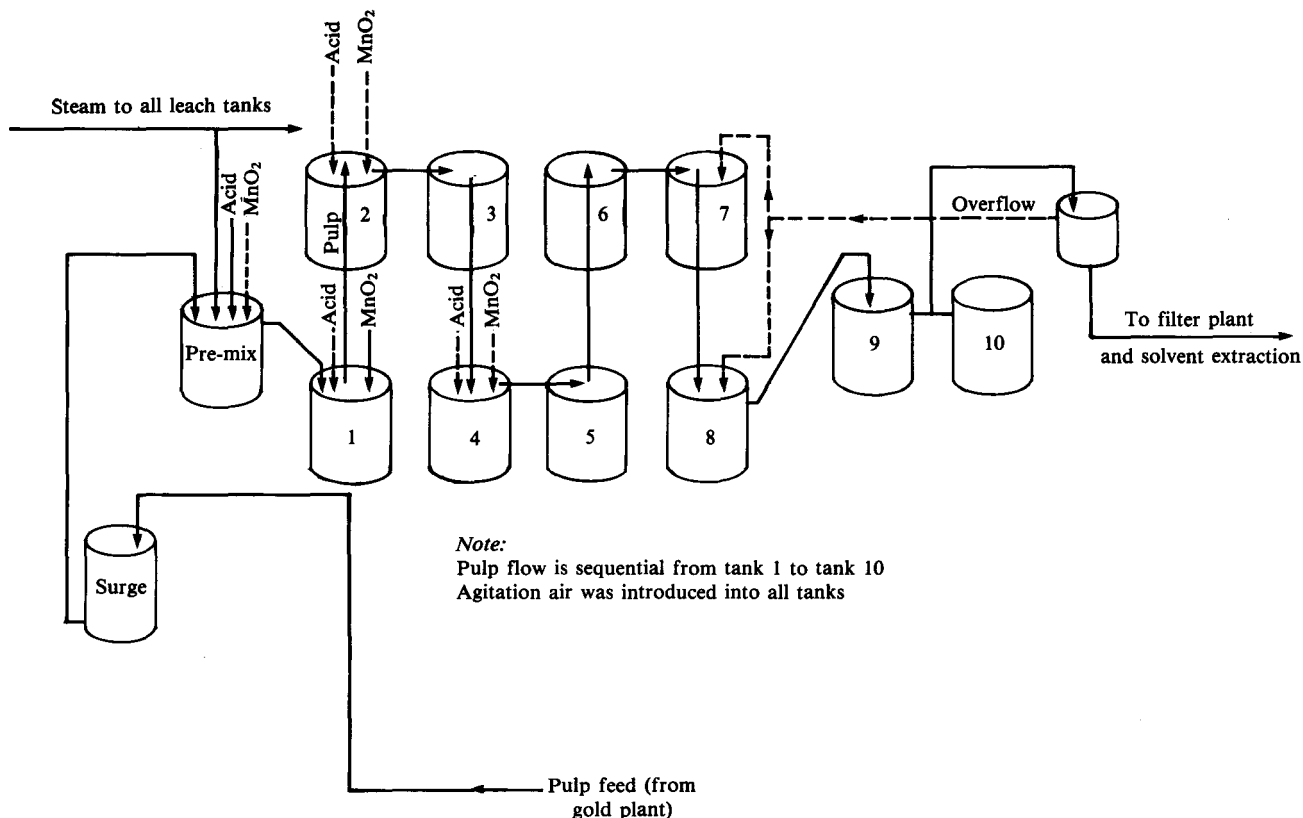 Acid
MnO₂
Steam to all leach tanks
Acid
MnO₂
2
3
6
7
Pulp
Overflow
Acid
MnO₂
Acid
MnO₂
Pre-mix
9
10
To filter plant
and solvent extraction
1
4
5
8
Surge
Note:
Pulp flow is sequential from tank 1 to tank 10
Agitation air was introduced into all tanks
Pulp feed (from
gold plant)